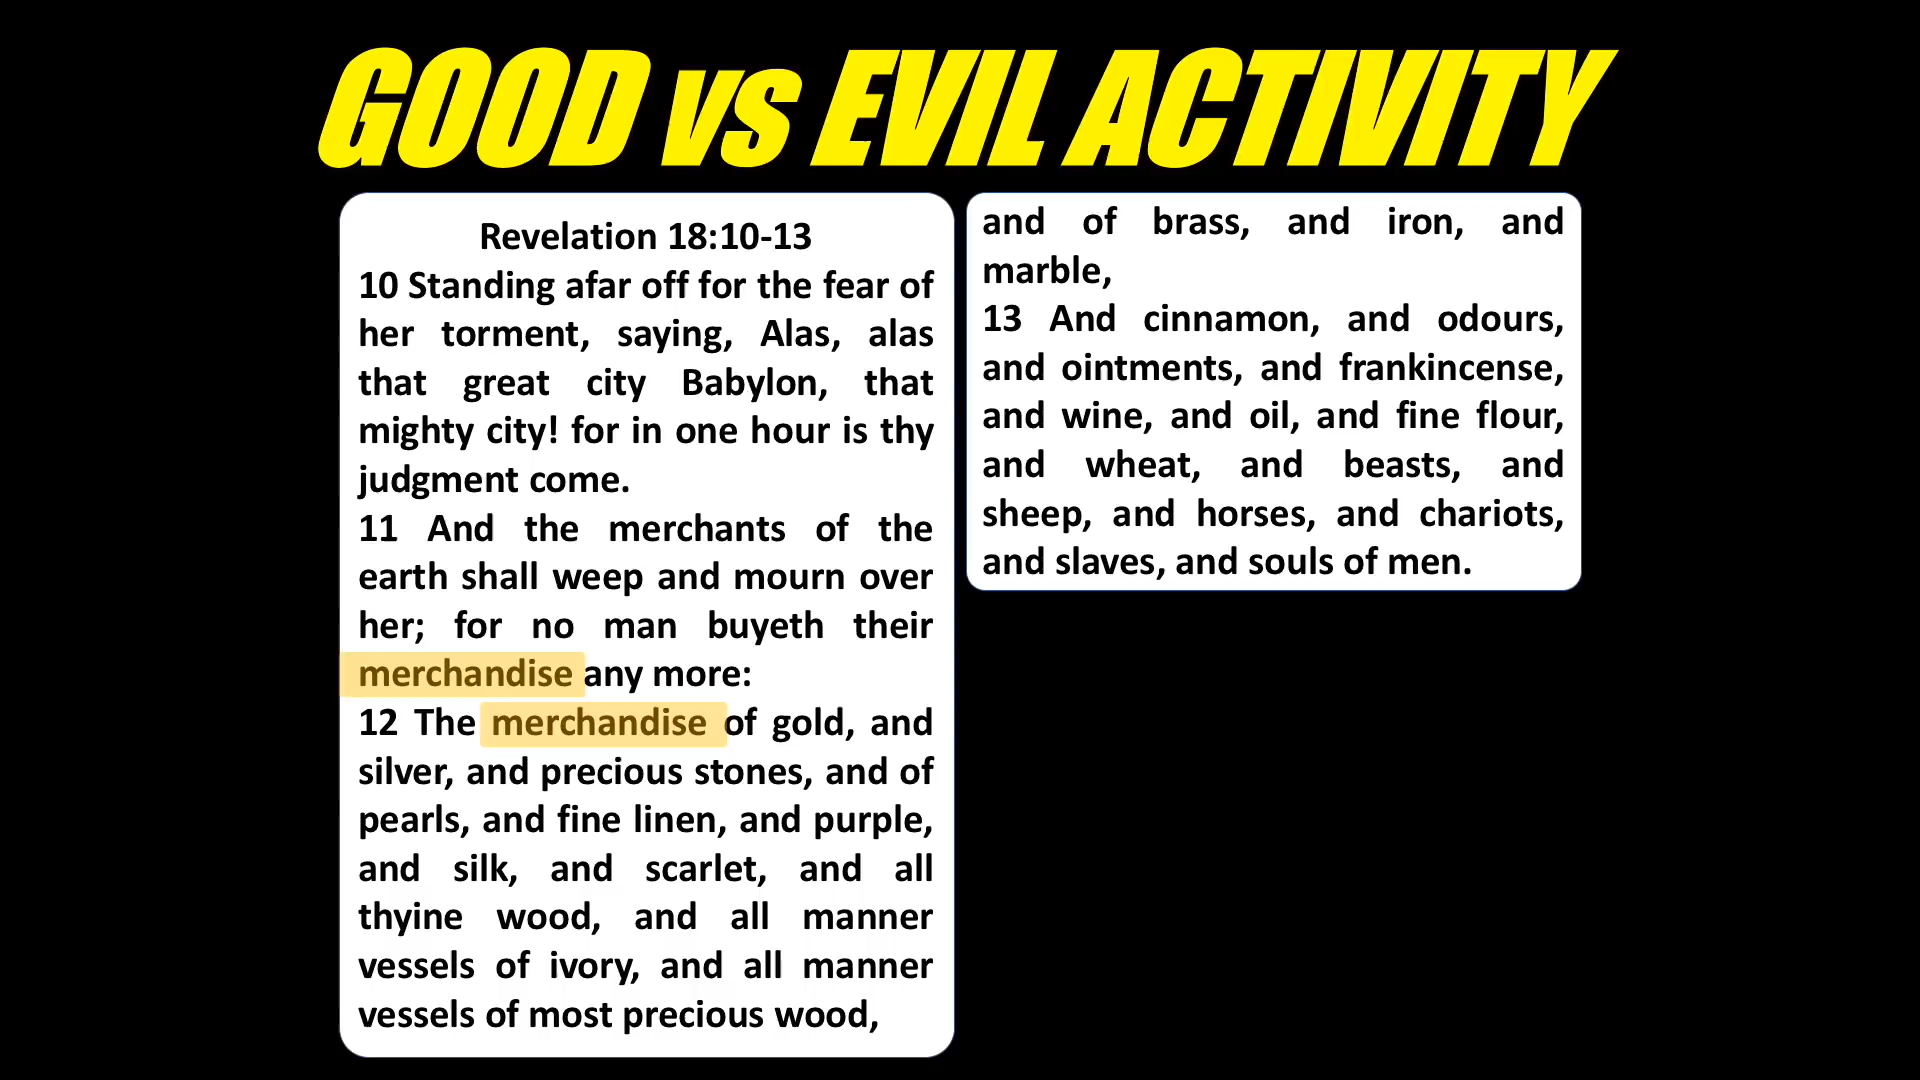 GOOD vs EVIL ACTIVITY
Revelation 18:10-13
10 Standing afar off for the fear of
her torment, saying, Alas, alas
that great city Babylon, that
mighty city! for in one hour is thy
judgment come.
11 And the merchants of the
earth shall weep and mourn over
her; for no man buyeth their
merchandise any more:
12 The merchandise of gold, and
silver, and precious stones, and of
pearls, and fine linen, and purple,
and silk, and scarlet, and all
thyine wood, and all manner
vessels of ivory, and all manner
vessels of most precious wood,
and of brass, and iron, and
marble,
13 And cinnamon, and odours,
and ointments, and frankincense,
and wine, and oil, and fine flour,
and wheat, and beasts, and
sheep, and horses, and chariots,
and slaves, and souls of men.